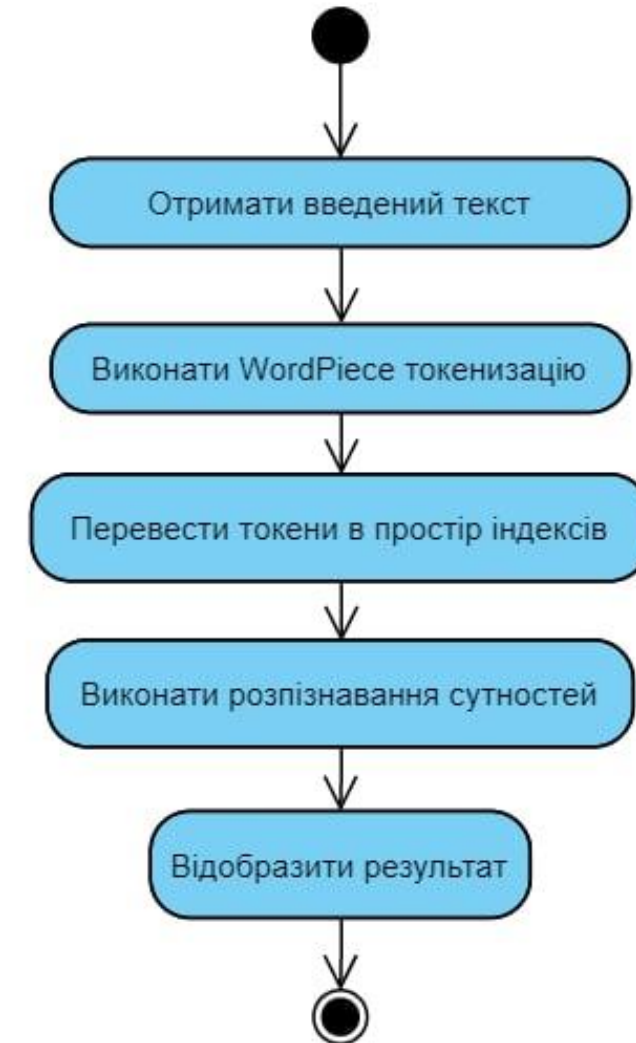 Отримати введений текст
Виконати WordPiece токенизацію
Перевести токени в простір індексів
Виконати розпізнавання сутностей
Відобразити результат